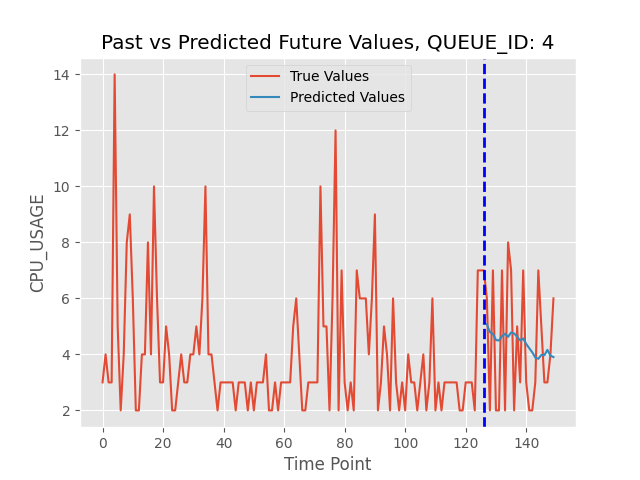 Past vs Predicted Future Values, QUEUE_ID: 4
True Values
Predicted Values
CPU_USAGE
14
12
10
8
6
4
2
0 20 40 60 80 100 120 140
Time Point